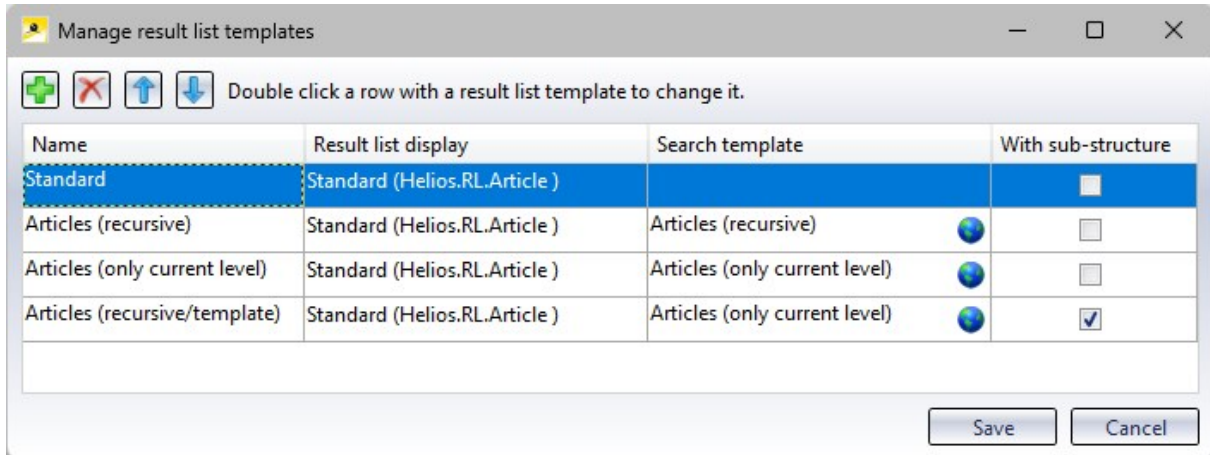 Manage result list templates
Double click a row with a result list template to change it.
Name Result list display Search template With sub-structure
Standard Standard (Helios.RL.Article )
Articles (recursive) Standard (Helios.RL.Article ) Articles (recursive)
Articles (only current level) Standard (Helios.RL.Article ) Articles (only current level)
Articles (recursive/template) Standard (Helios.RL.Article ) Articles (only current level)
Save Cancel